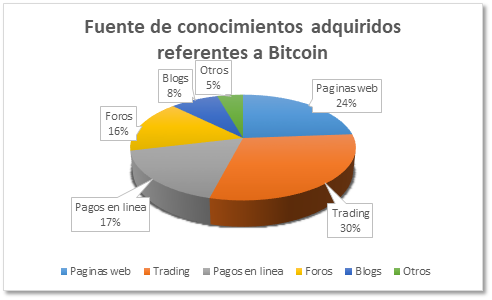 Fuente de conocimientos adquiridos
referentes a Bitcoin
Otros
5%
Blogs
8%
Paginas web
24%
Foros
16%
Pagos en linea
17%
Trading
30%
Paginas web Trading Pagos en linea Foros Blogs Otros